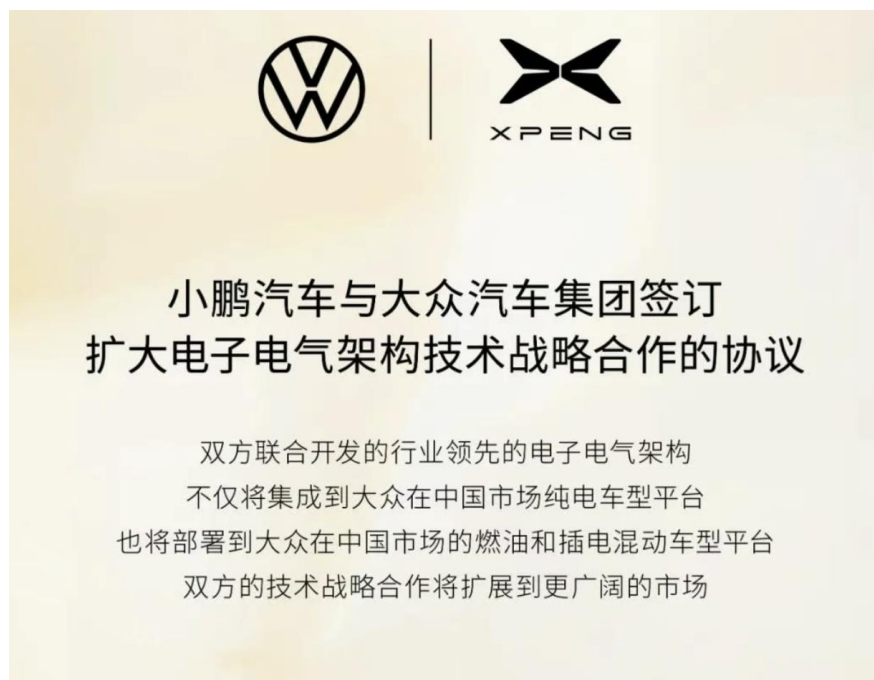 XPENG
小鹏汽车与大众汽车集团签订
扩大电子电气架构技术战略合作的协议
双方联合开发的行业领先的电子电气架构
不仅将集成到大众在中国市场纯电车型平台
也将部署到大众在中国市场的燃油和插电混动车型平台
双方的技术战略合作将扩展到更广阔的市场